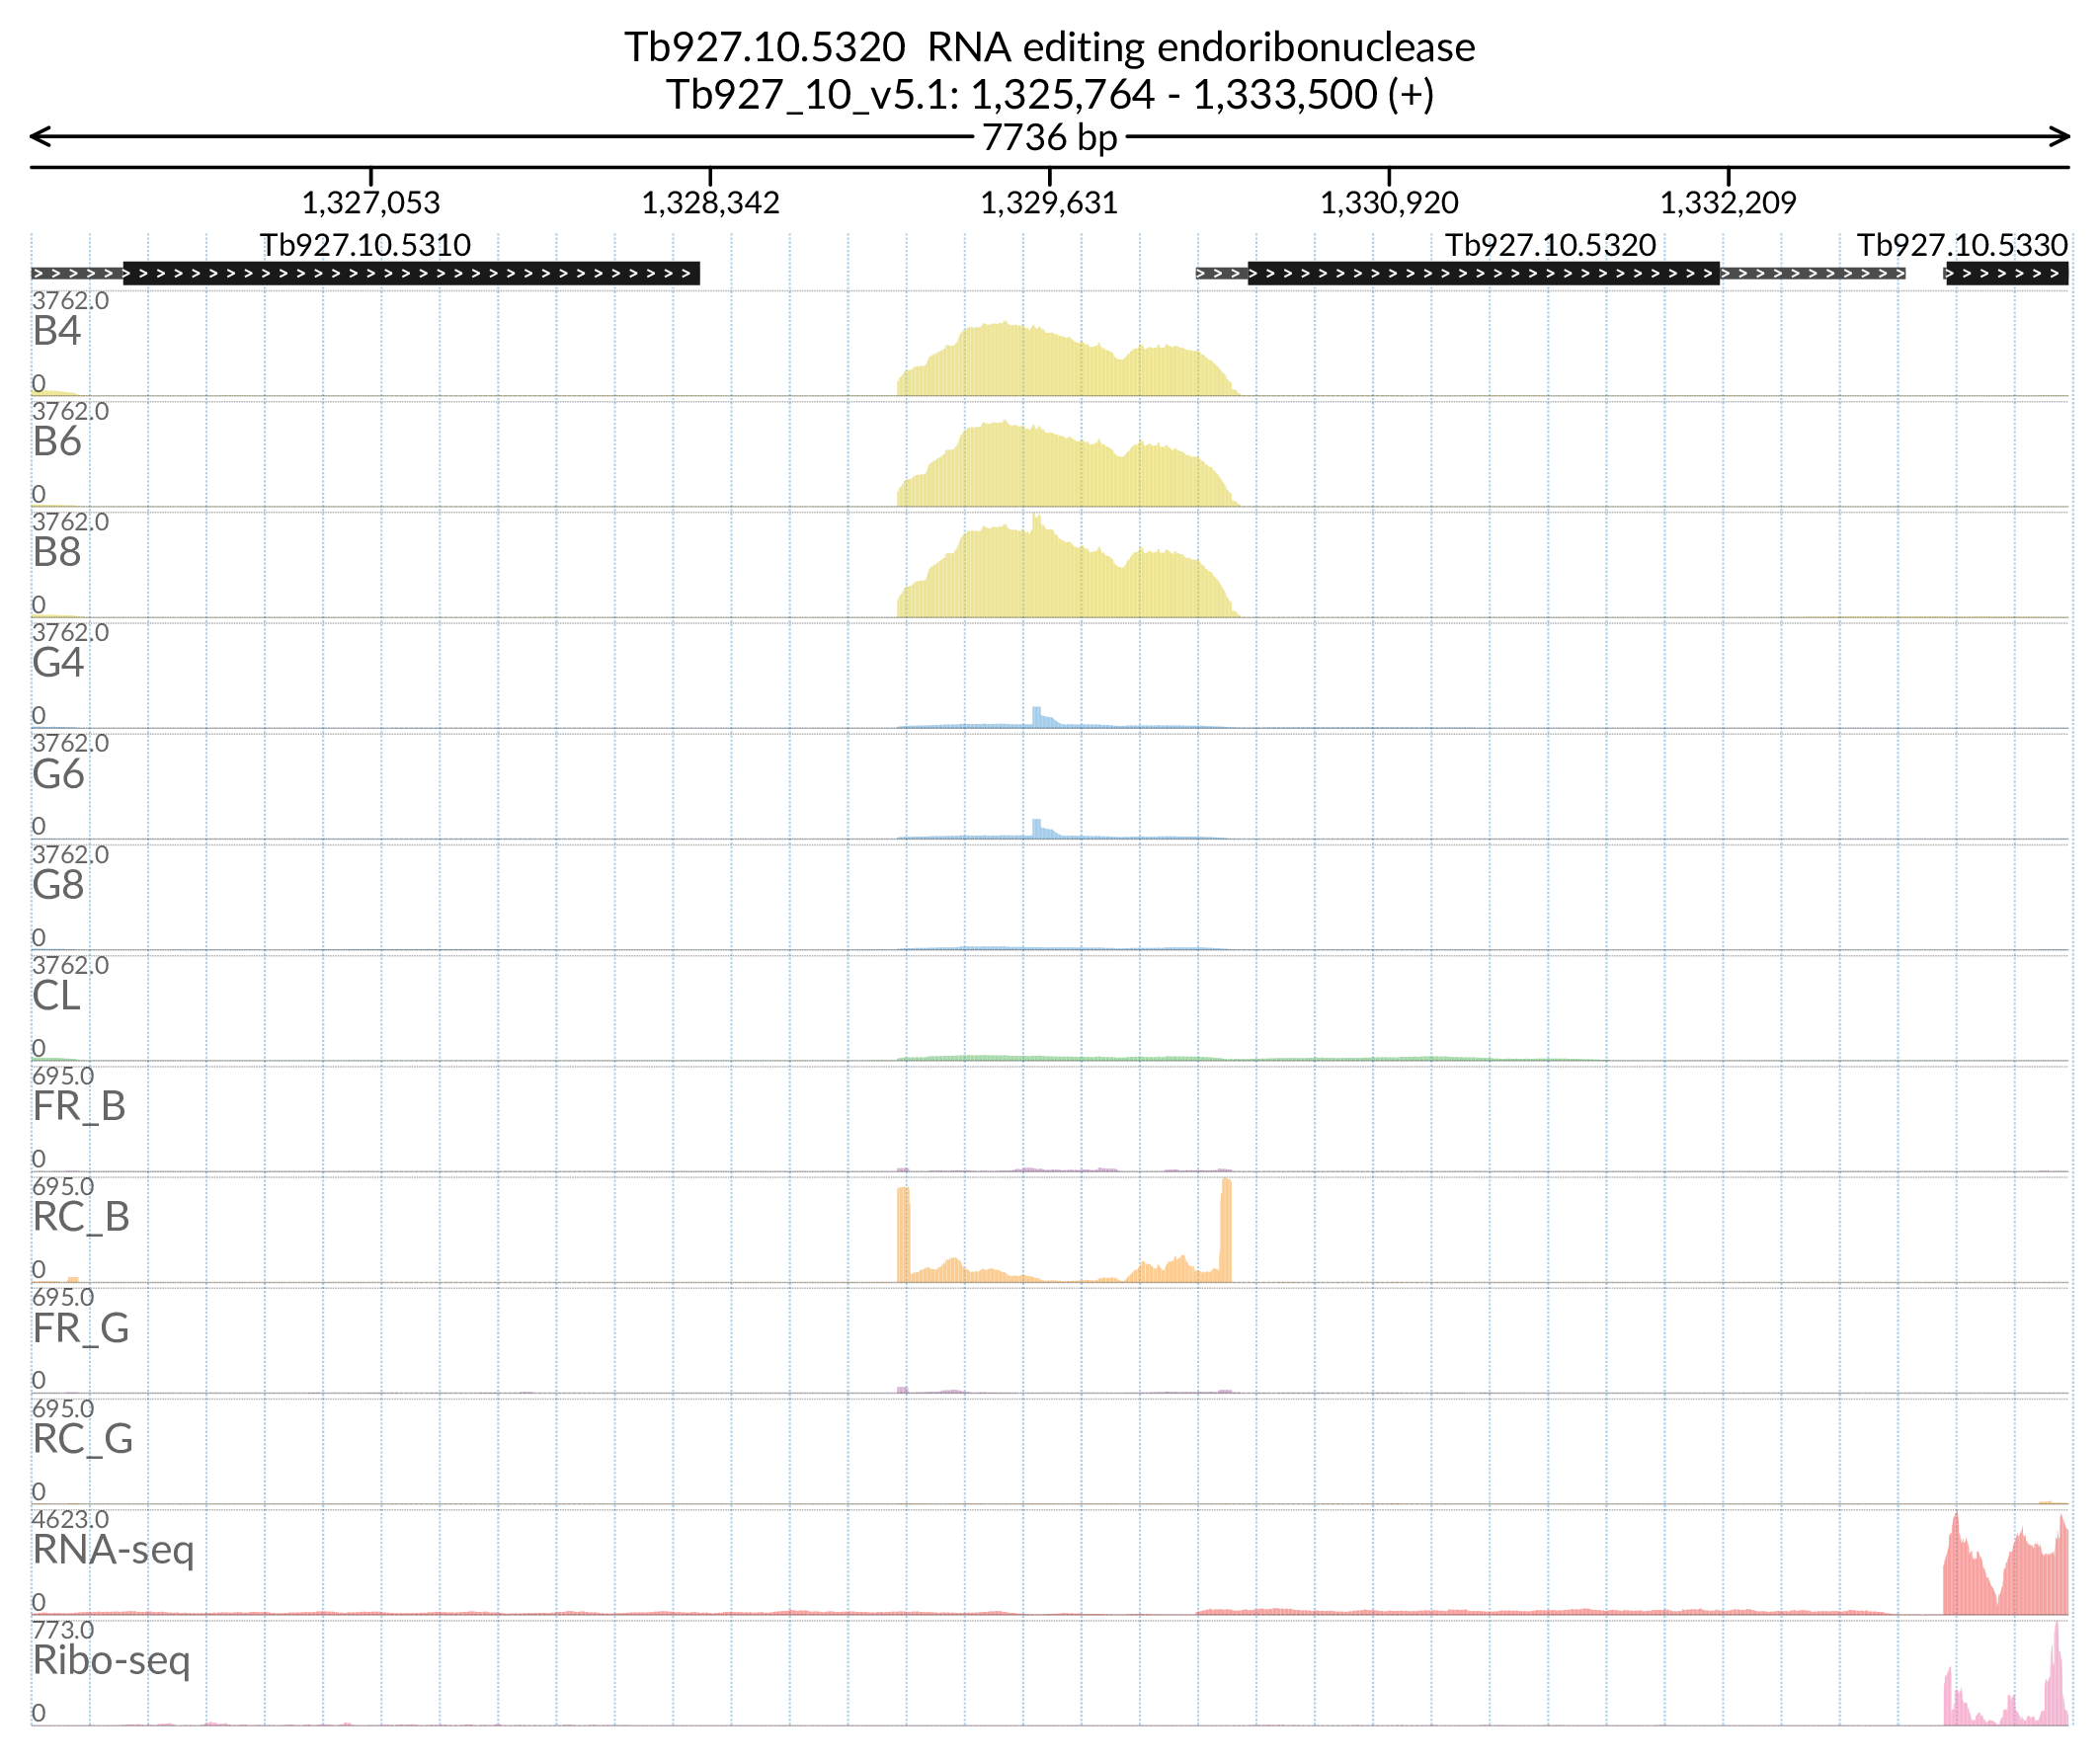 Tb927.10.5320  RNA editing endoribonuclease
Tb927_10_v5.1: 1,325,764 - 1,333,500 (+)
7736 bp
1,327,053 1,328,342 1,329,631 1,330,920 1,332,209
Tb927.10.5310 Tb927.10.5320 Tb927.10.5330
3762.0
B4
0
3762.0
B6
0
3762.0
B8
0
3762.0
G4
0
3762.0
G6
0
3762.0
G8
0
3762.0
CL
0
695.0
FR_B
0
695.0
RC_B
0
695.0
FR_G
0
695.0
RC_G
0
4623.0
RNA-seq
0
773.0
Ribo-seq
0